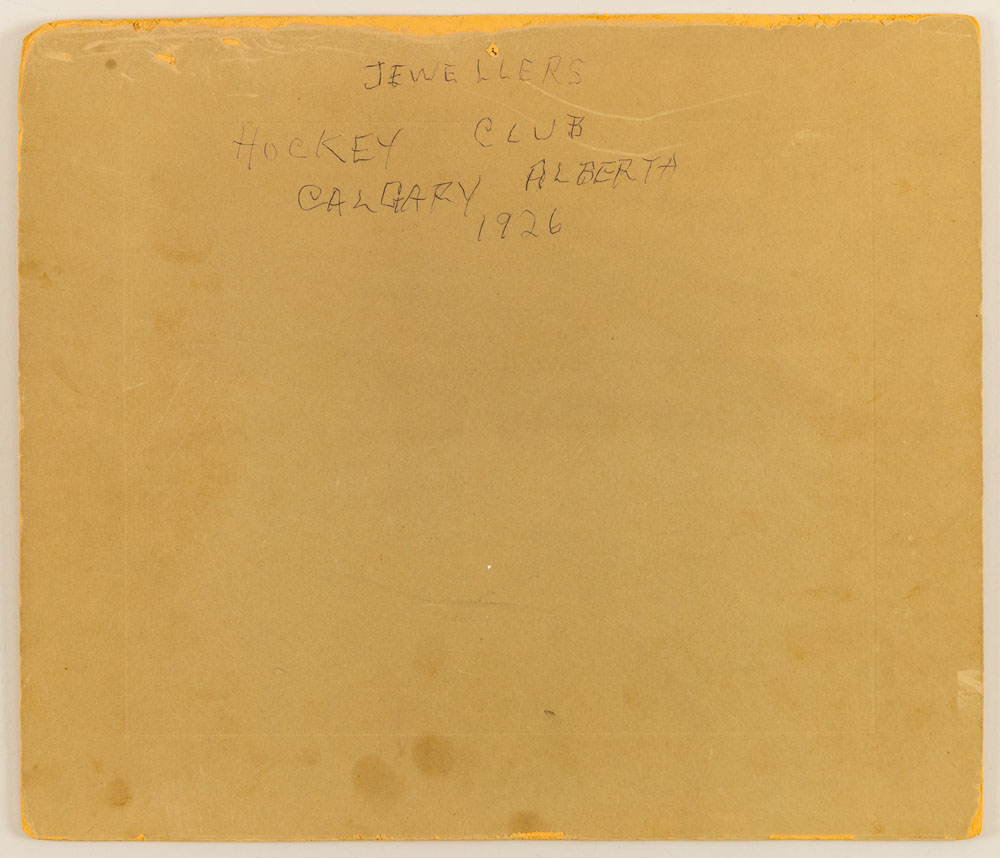 JEWELLERS
HOCKEY CLUB
CALGARY ALBERTA
1926